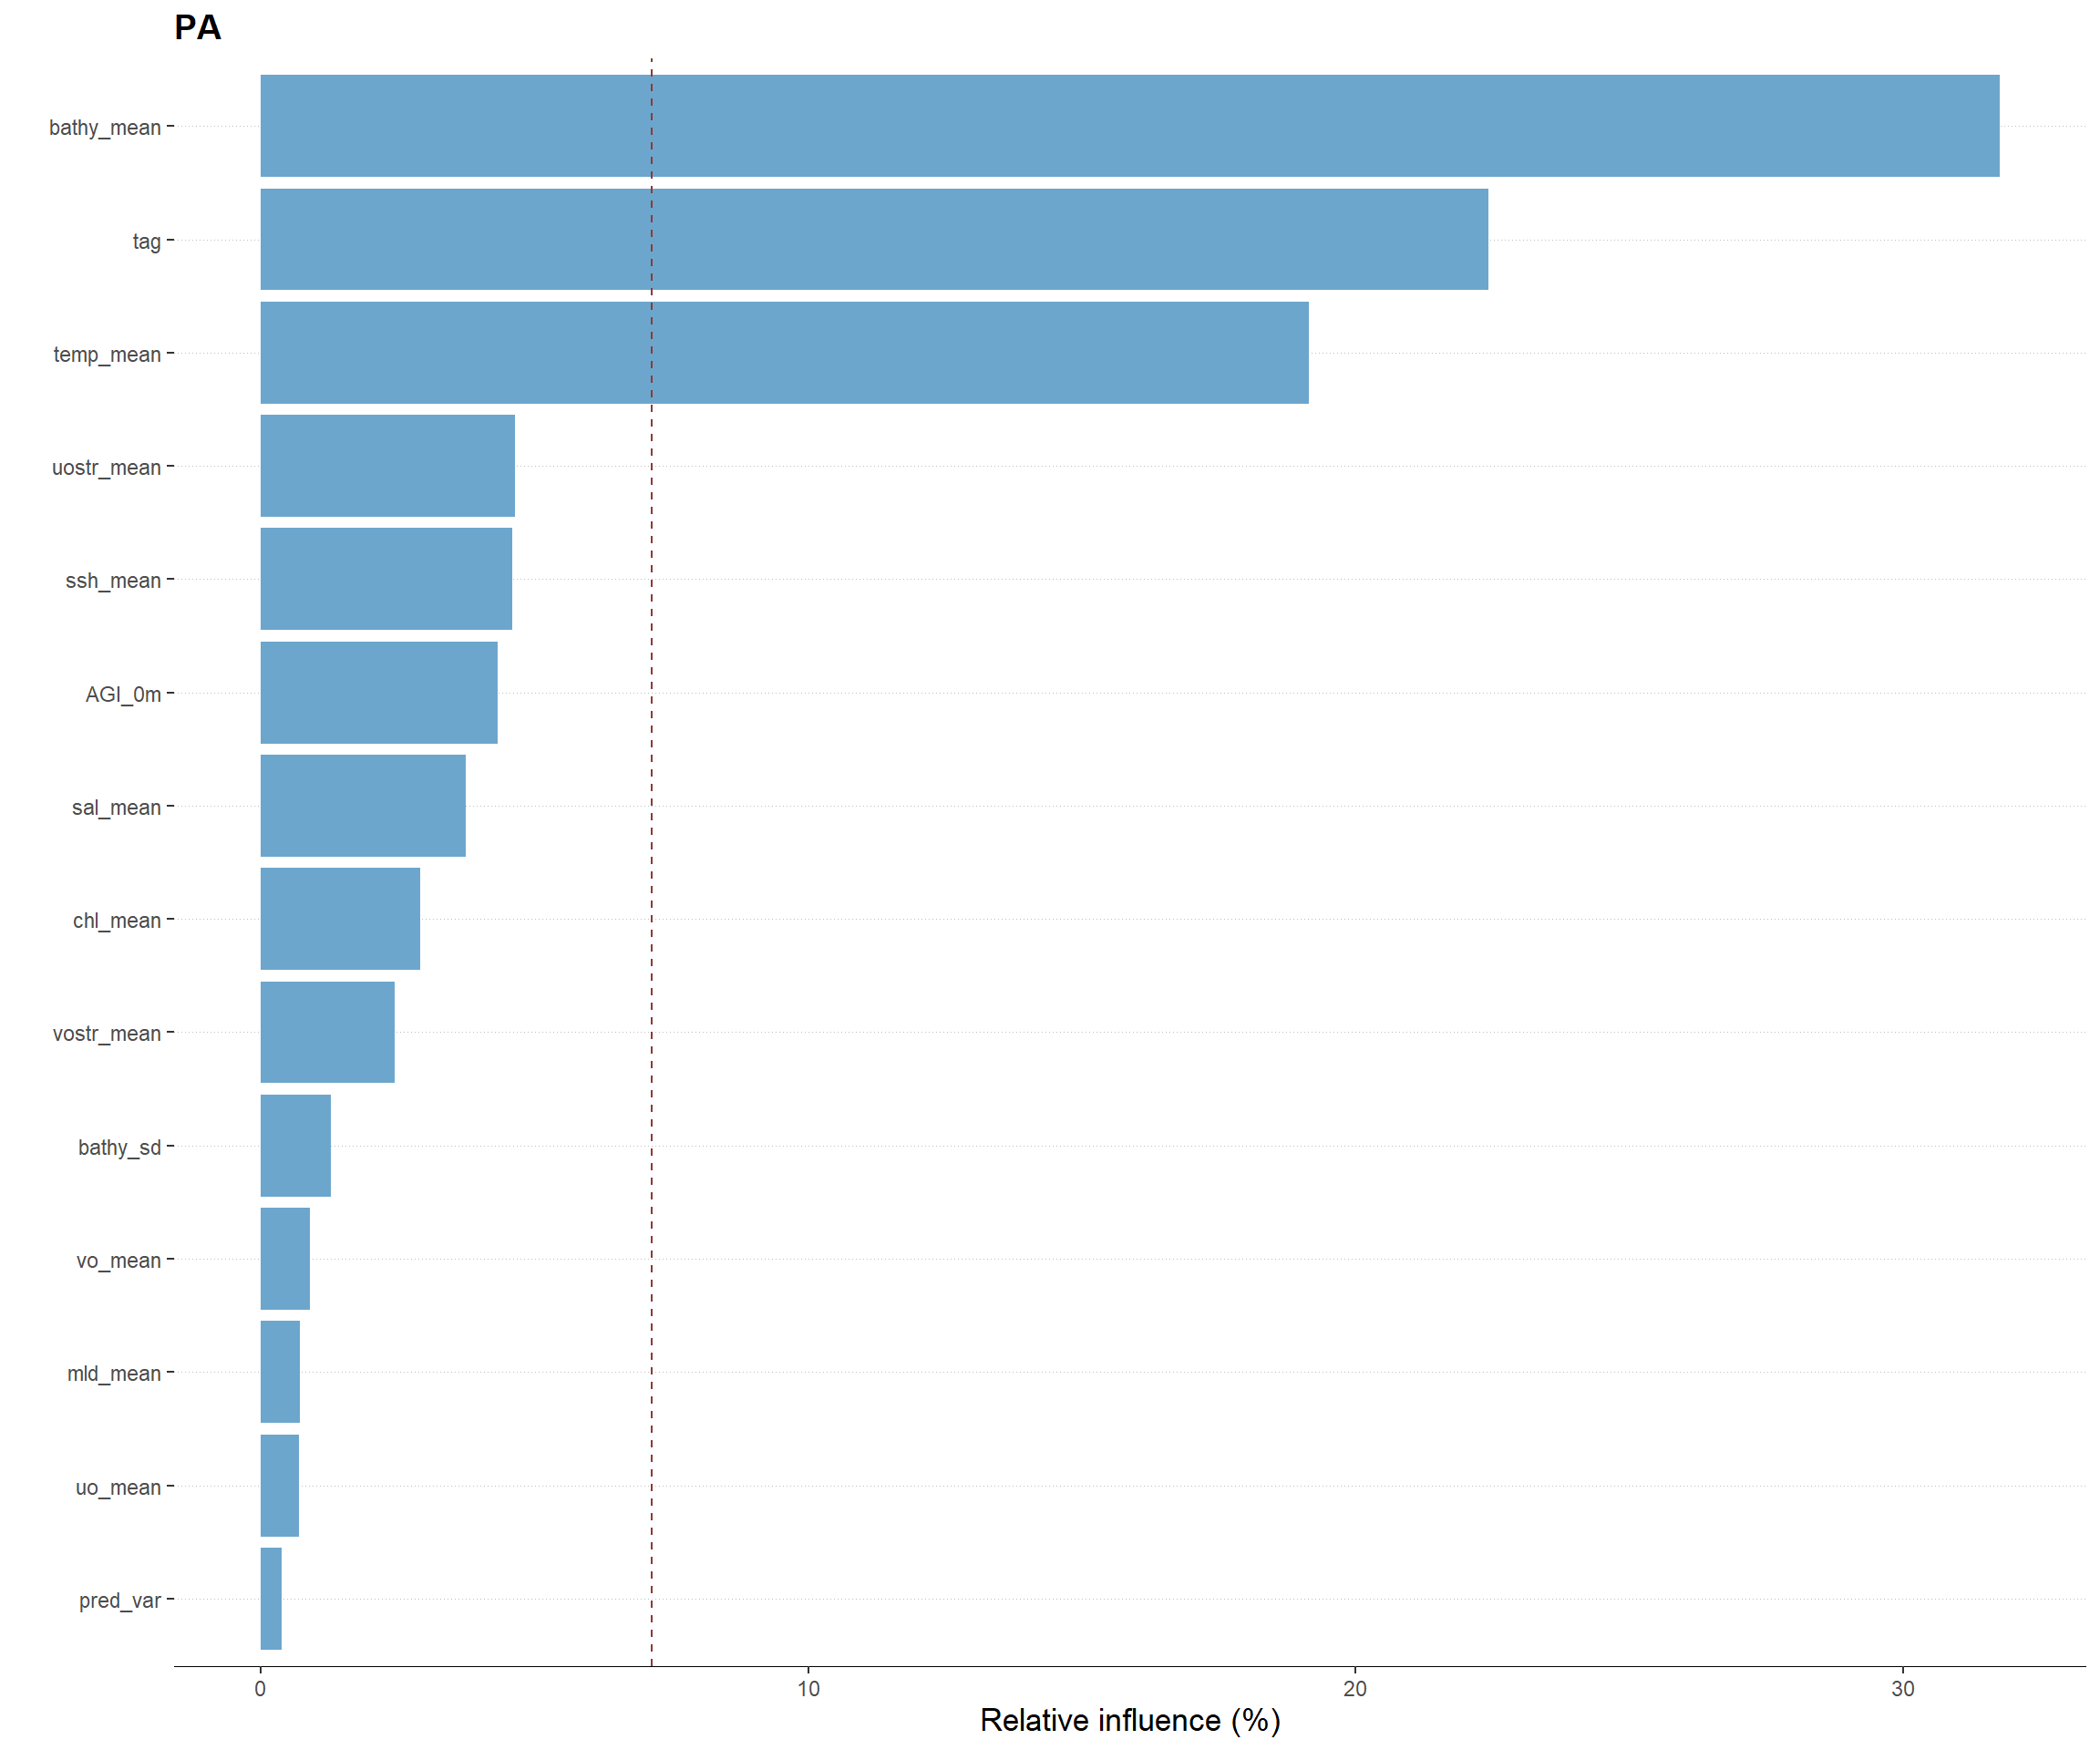 PA
bathy_mean
tag
temp_mean
uostr_mean
ssh_mean
AGI_0m
sal_mean
chl_mean
vostr_mean
bathy_sd
vo_mean
mld_mean
uo_mean
pred_var
0 10 20 30
Relative influence (%)